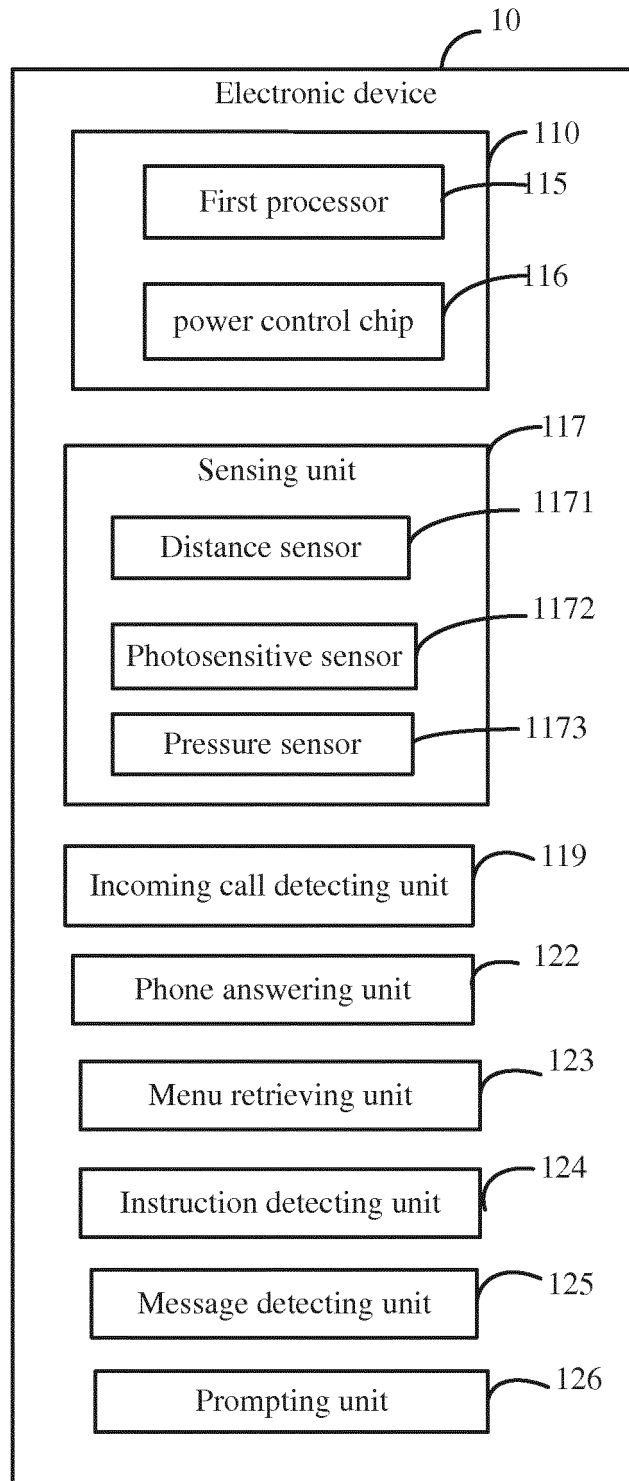 10
Electronic device
110
First processor
115
power control chip
116
117
Sensing unit
Distance sensor
1171
Photosensitive sensor
1172
Pressure sensor
1173
Incoming call detecting unit
119
Phone answering unit
122
Menu retrieving unit
123
Instruction detecting unit
124
Message detecting unit
125
Prompting unit
126